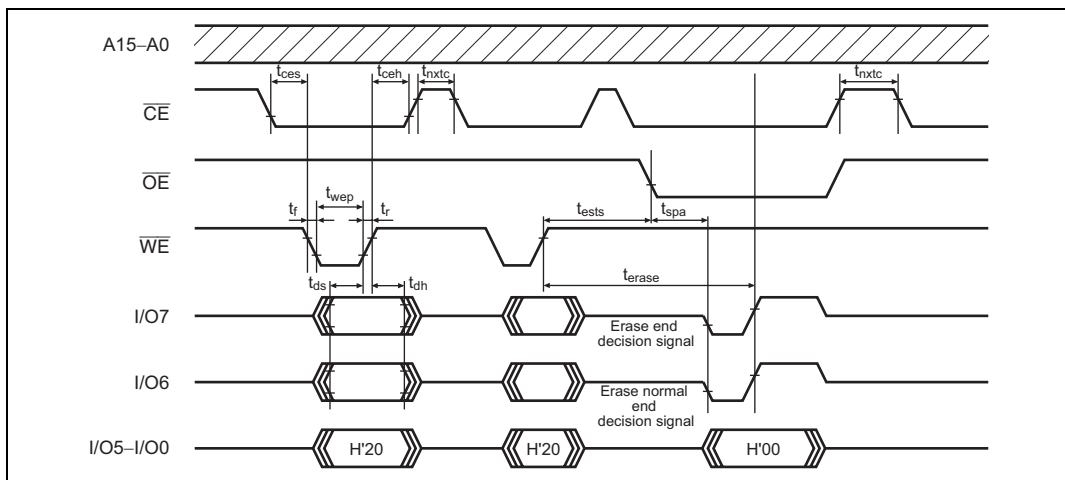 A15–A0
tces
tceh
tnxtc
tnxtc
CE
OE
twep
tf
tr
tests
tspa
WE
terase
tds
tdh
I/O7
Erase end
decision signal
I/O6
Erase normal
end
decision signal
I/O5–I/O0
H'20
H'20
H'00